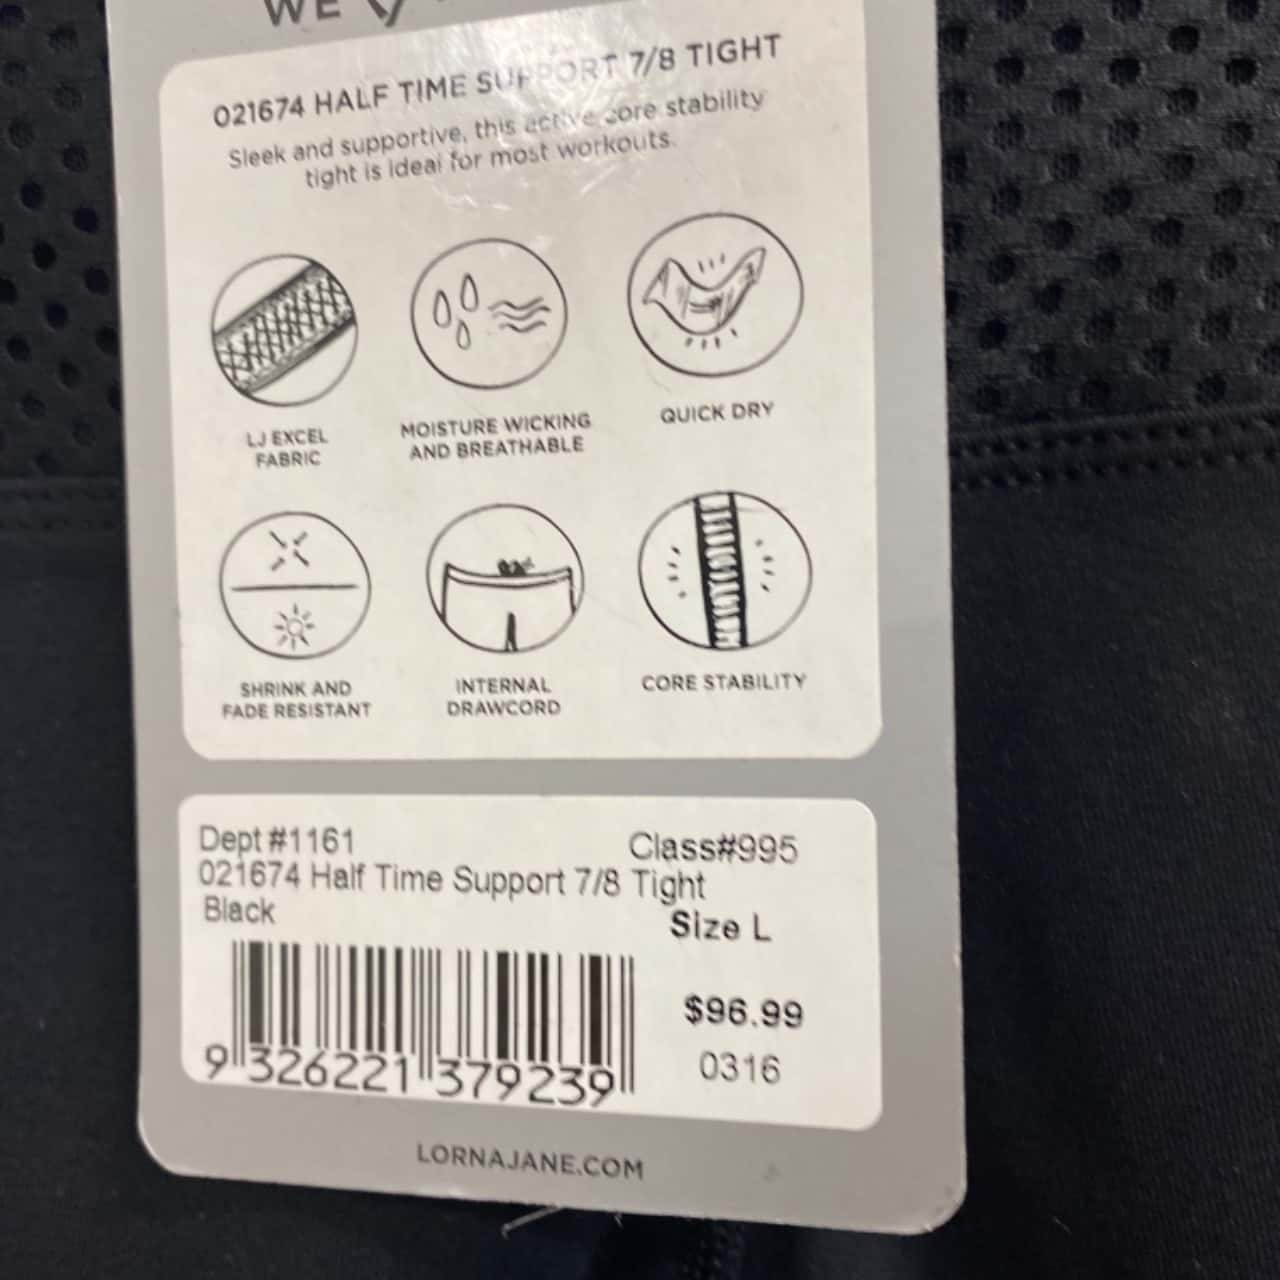 WE
021674 HALF TIME SUPPORT 7/8 TIGHT
Sleek and supportive, this active core stability
tight is ideal for most workouts.
LJ EXCEL
FABRIC
MOISTURE WICKING
AND BREATHABLE
QUICK DRY
SHRINK AND
FADE RESISTANT
INTERNAL
DRAWCORD
CORE STABILITY
Dept #1161 Class#995
021674 Half Time Support 7/8 Tight
Black Size L
$96.99
0316
9 326221 379239
LORNAJANE.COM